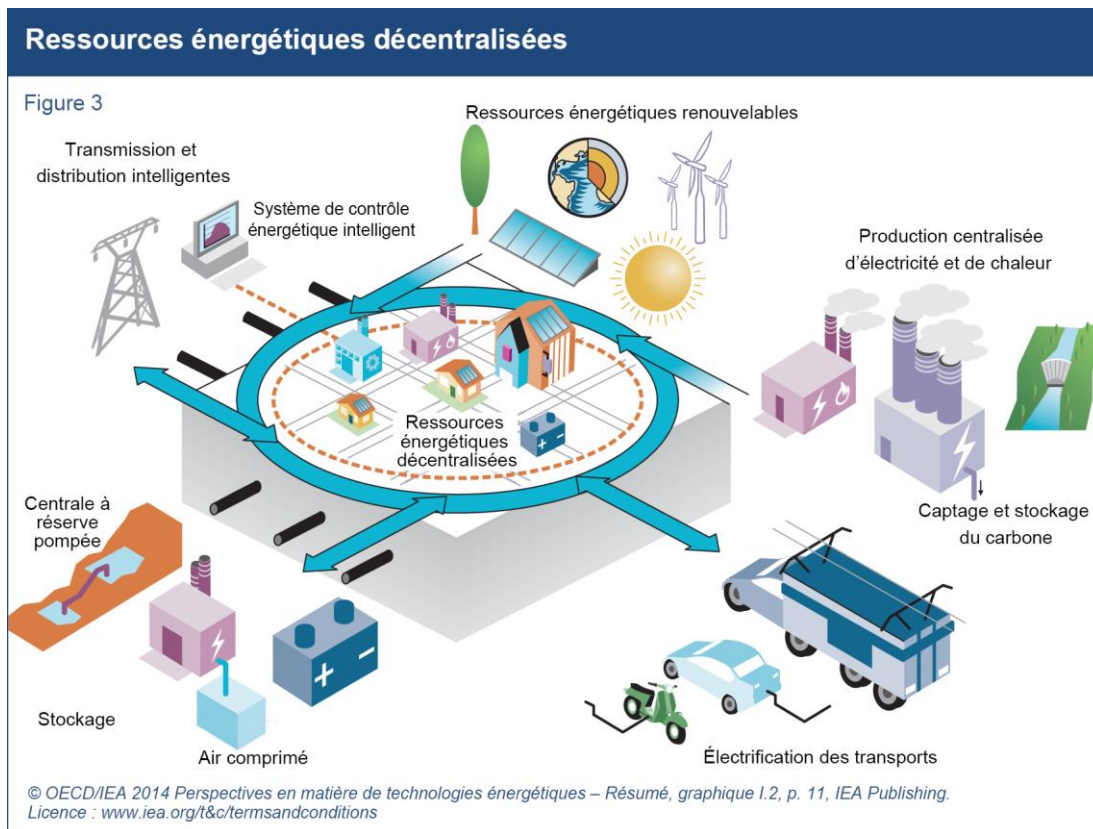 Ressources énergétiques décentralisées
Figure 3
Ressources énergétiques renouvelables
Transmission et
distribution intelligentes
Système de contrôle
énergétique intelligent
Production centralisée
d'électricité et de chaleur
Ressources
énergétiques
décentralisées
+ -
Centrale à
réserve
pompée
Captage et stockage
du carbone
+ -
Stockage
Air comprimé
Électrification des transports
© OECD/IEA 2014 Perspectives en matière de technologies énergétiques – Résumé, graphique I.2, p. 11, IEA Publishing.
Licence : www.iea.org/t&c/termsandconditions